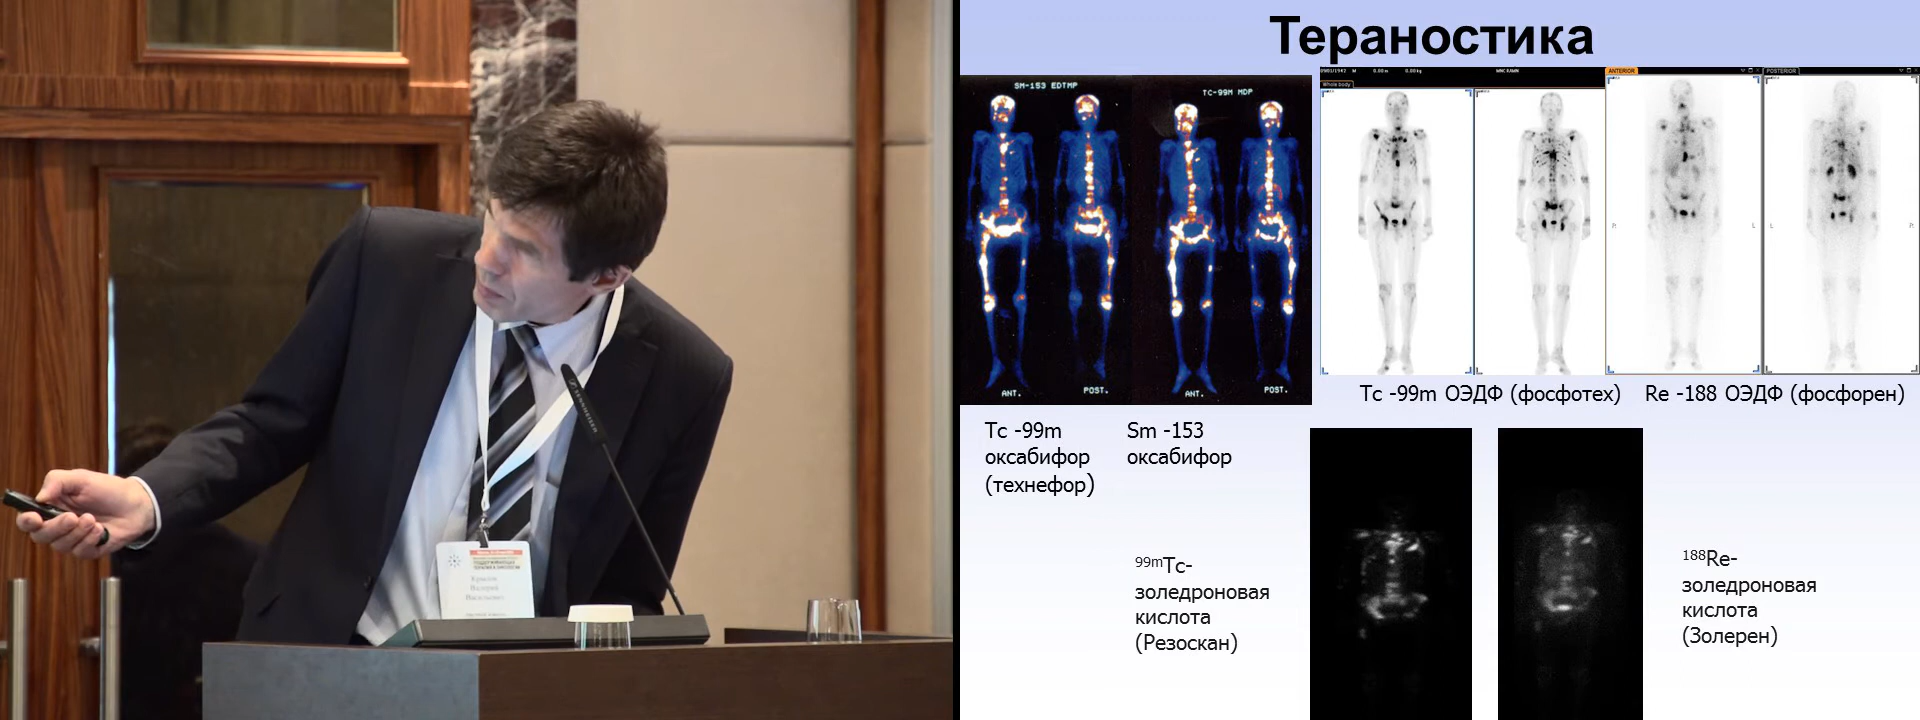 Тераностика
SM-153 EDTMP
TC-99M MDP
ANT.
POST.
ANT.
POST.
Whole body
ANTERIOR
POSTERIOR
Tc -99m ОЭДФ (фосфотех)
Re -188 ОЭДФ (фосфорен)
Tc -99m
оксабифор
(технефор)
Sm -153
оксабифор
99mTc-
золедроновая
кислота
(Резоскан)
188Re-
золедроновая
кислота
(Золерен)
SENNHEISER